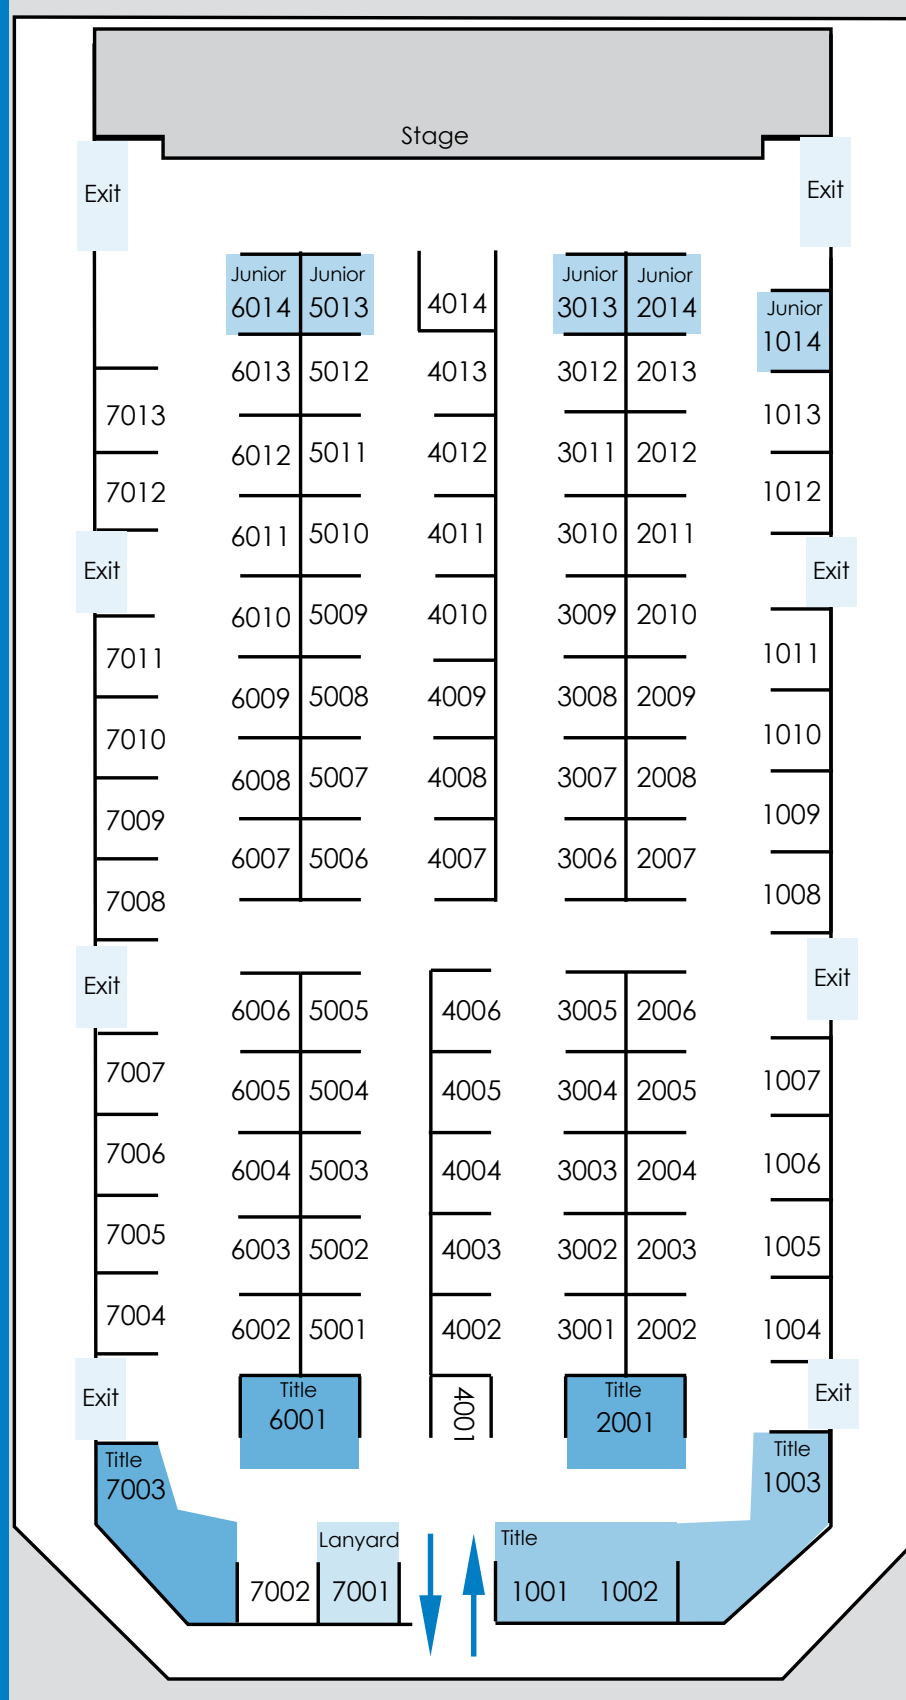 Stage
Exit
Exit
Junior Junior Junior Junior
6014 5013 4014 3013 2014
Junior
1014
6013 5012 4013 3012 2013
7013 1013
6012 5011 4012 3011 2012
7012 1012
6011 5010 4011 3010 2011
Exit Exit
6010 5009 4010 3009 2010
7011 1011
6009 5008 4009 3008 2009
7010 1010
6008 5007 4008 3007 2008
7009 1009
6007 5006 4007 3006 2007
7008 1008
Exit Exit
6006 5005 4006 3005 2006
7007 1007
6005 5004 4005 3004 2005
7006 1006
6004 5003 4004 3003 2004
7005 1005
6003 5002 4003 3002 2003
7004 1004
6002 5001 4002 3001 2002
Exit Exit
Title Title
6001 4001 2001
Title Title
7003 1003
Lanyard Title
7002 7001 1001 1002